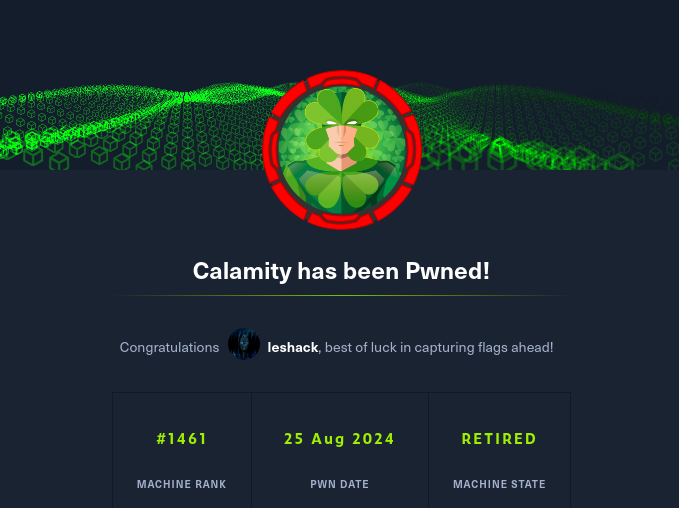 Calamity has been Pwned!
Congratulations leshack, best of luck in capturing flags ahead!
#1461 25 Aug 2024 RETIRED
MACHINE RANK PWN DATE MACHINE STATE